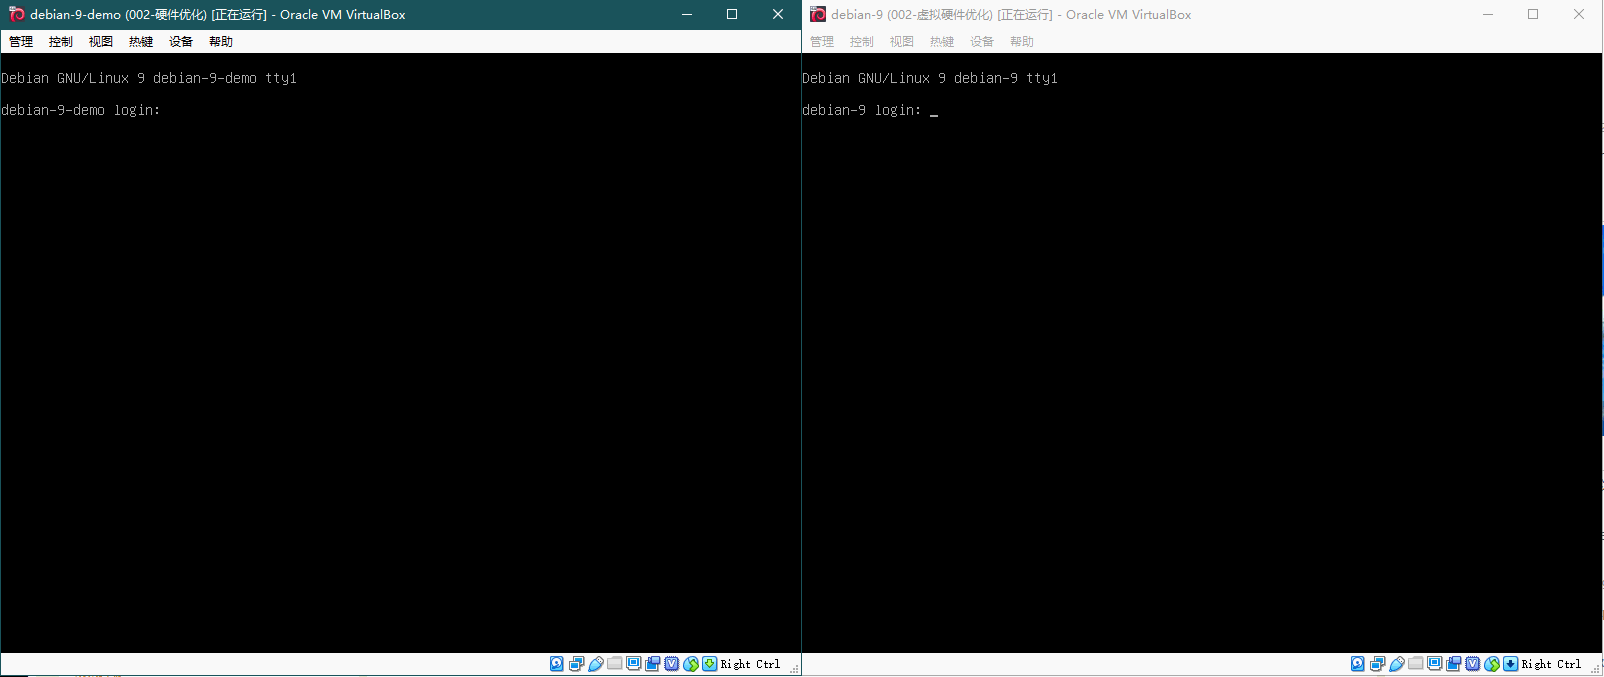 debian-9-demo (002-硬件优化) [正在运行] - Oracle VM VirtualBox
管理 控制 视图 热键 设备 帮助
Debian GNU/Linux 9 debian-9-demo tty1
debian-9-demo login:
Right Ctrl
debian-9 (002-虚拟硬件优化) [正在运行] - Oracle VM VirtualBox
管理 控制 视图 热键 设备 帮助
Debian GNU/Linux 9 debian-9 tty1
debian-9 login: _
Right Ctrl